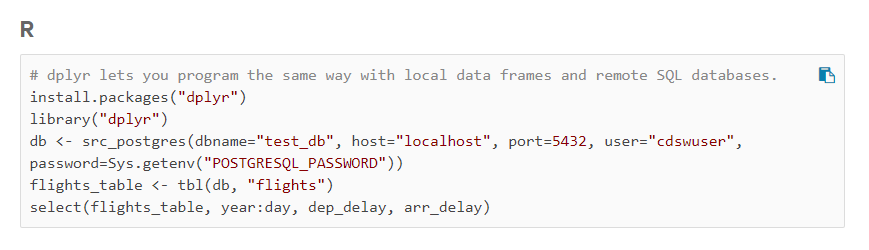 R
# dplyr lets you program the same way with local data frames and remote SQL databases.
install.packages("dplyr")
library("dplyr")
db <- src_postgres(dbname="test_db", host="localhost", port=5432, user="cdswuser",
password=Sys.getenv("POSTGRESQL_PASSWORD"))
flights_table <- tbl(db, "flights")
select(flights_table, year:day, dep_delay, arr_delay)